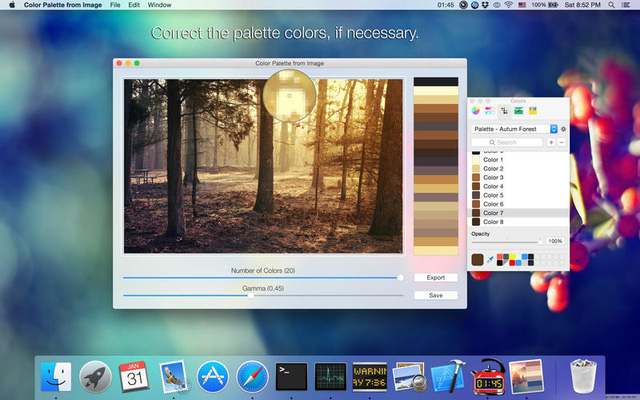 Color Palette from Image File Edit Window 01:45 100% Sat 8:52 PM
Correct the palette colors, if necessary.
Color Palette from Image
Colors
Palette - Autum Forest
Search
Color 1
Color 2
Color 3
Color 4
Color 5
Color 6
Color 7
Color 8
Opacity
100%
Number of Colors (20)
Export
Gamma (0.45)
Save
JAN
31
WARNIN
AY 7:36
01:45